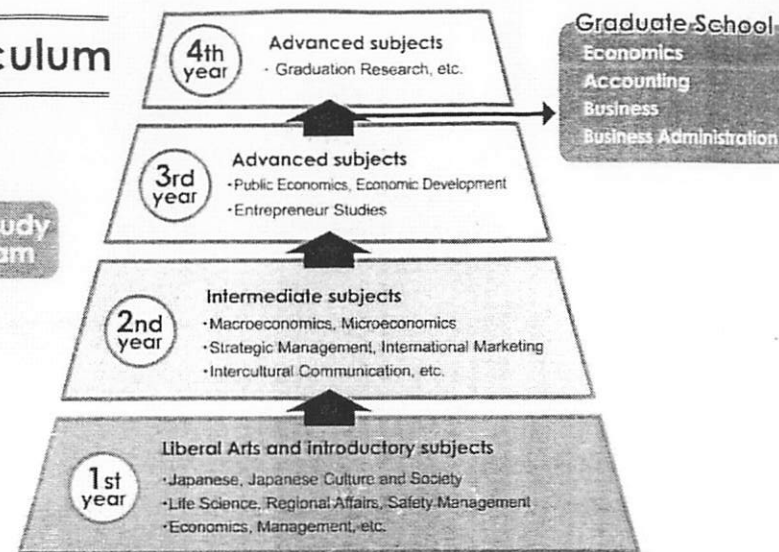 culum
4th
year
Advanced subjects
· Graduation Research, etc.
Graduate School
Economics
Accounting
Business
Business Administration
3rd
year
Advanced subjects
·Public Economics, Economic Development
·Entrepreneur Studies
udy
am
2nd
year
Intermediate subjects
·Macroeconomics, Microeconomics
·Strategic Management, International Marketing
·Intercultural Communication, etc.
1st
year
Liberal Arts and introductory subjects
·Japanese, Japanese Culture and Society
·Life Science, Regional Affairs, Safety Management
·Economics, Management, etc.